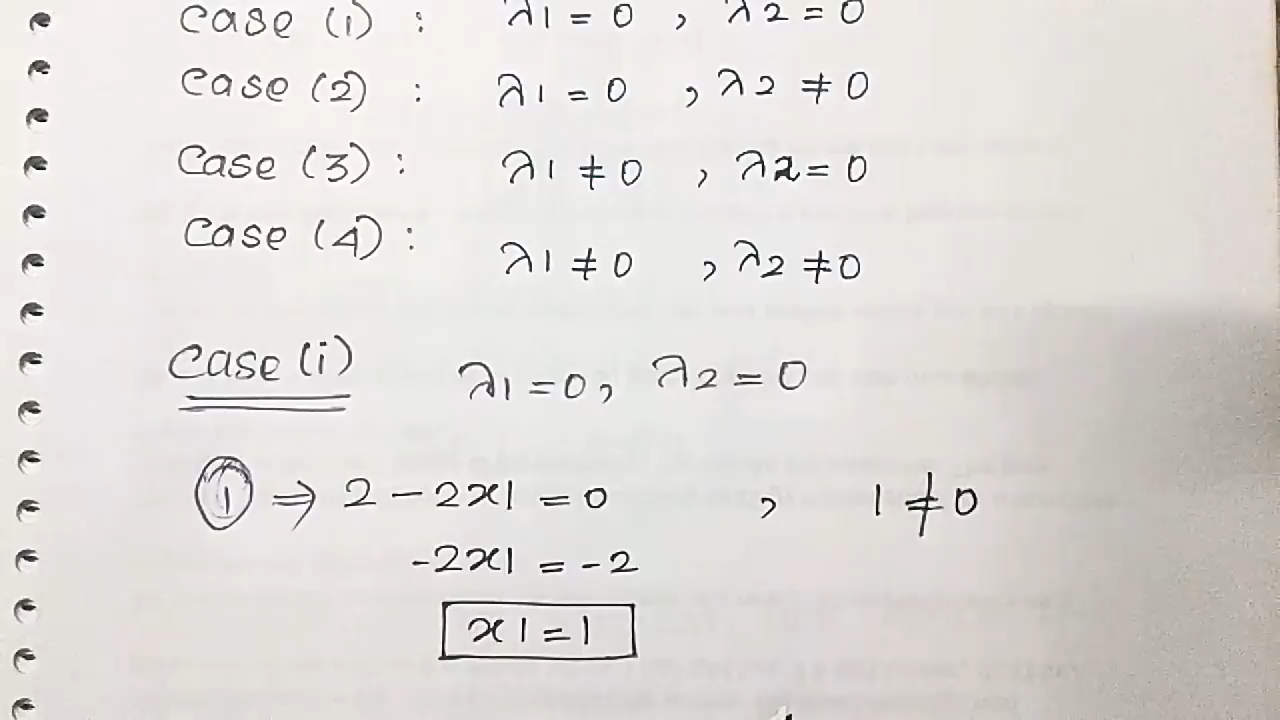 Case (1) : λ1 = 0 , λ2 = 0
Case (2) : λ1 = 0 , λ2 ≠ 0
Case (3) : λ1 ≠ 0 , λ2 = 0
Case (4) : λ1 ≠ 0 , λ2 ≠ 0
Case (i) λ1 = 0, λ2 = 0
① ⇒ 2 - 2x1 = 0 , 1 ≠ 0
-2x1 = -2
x1 = 1